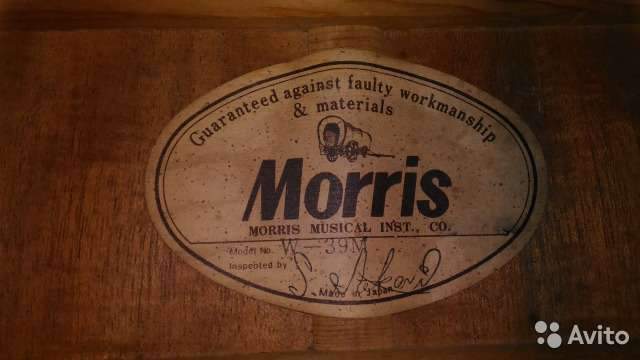 Guaranteed against faulty workmanship
& materials
Morris
MORRIS MUSICAL INST., CO.
Model No. W-39M
Inspected by
Made in Japan
Avito